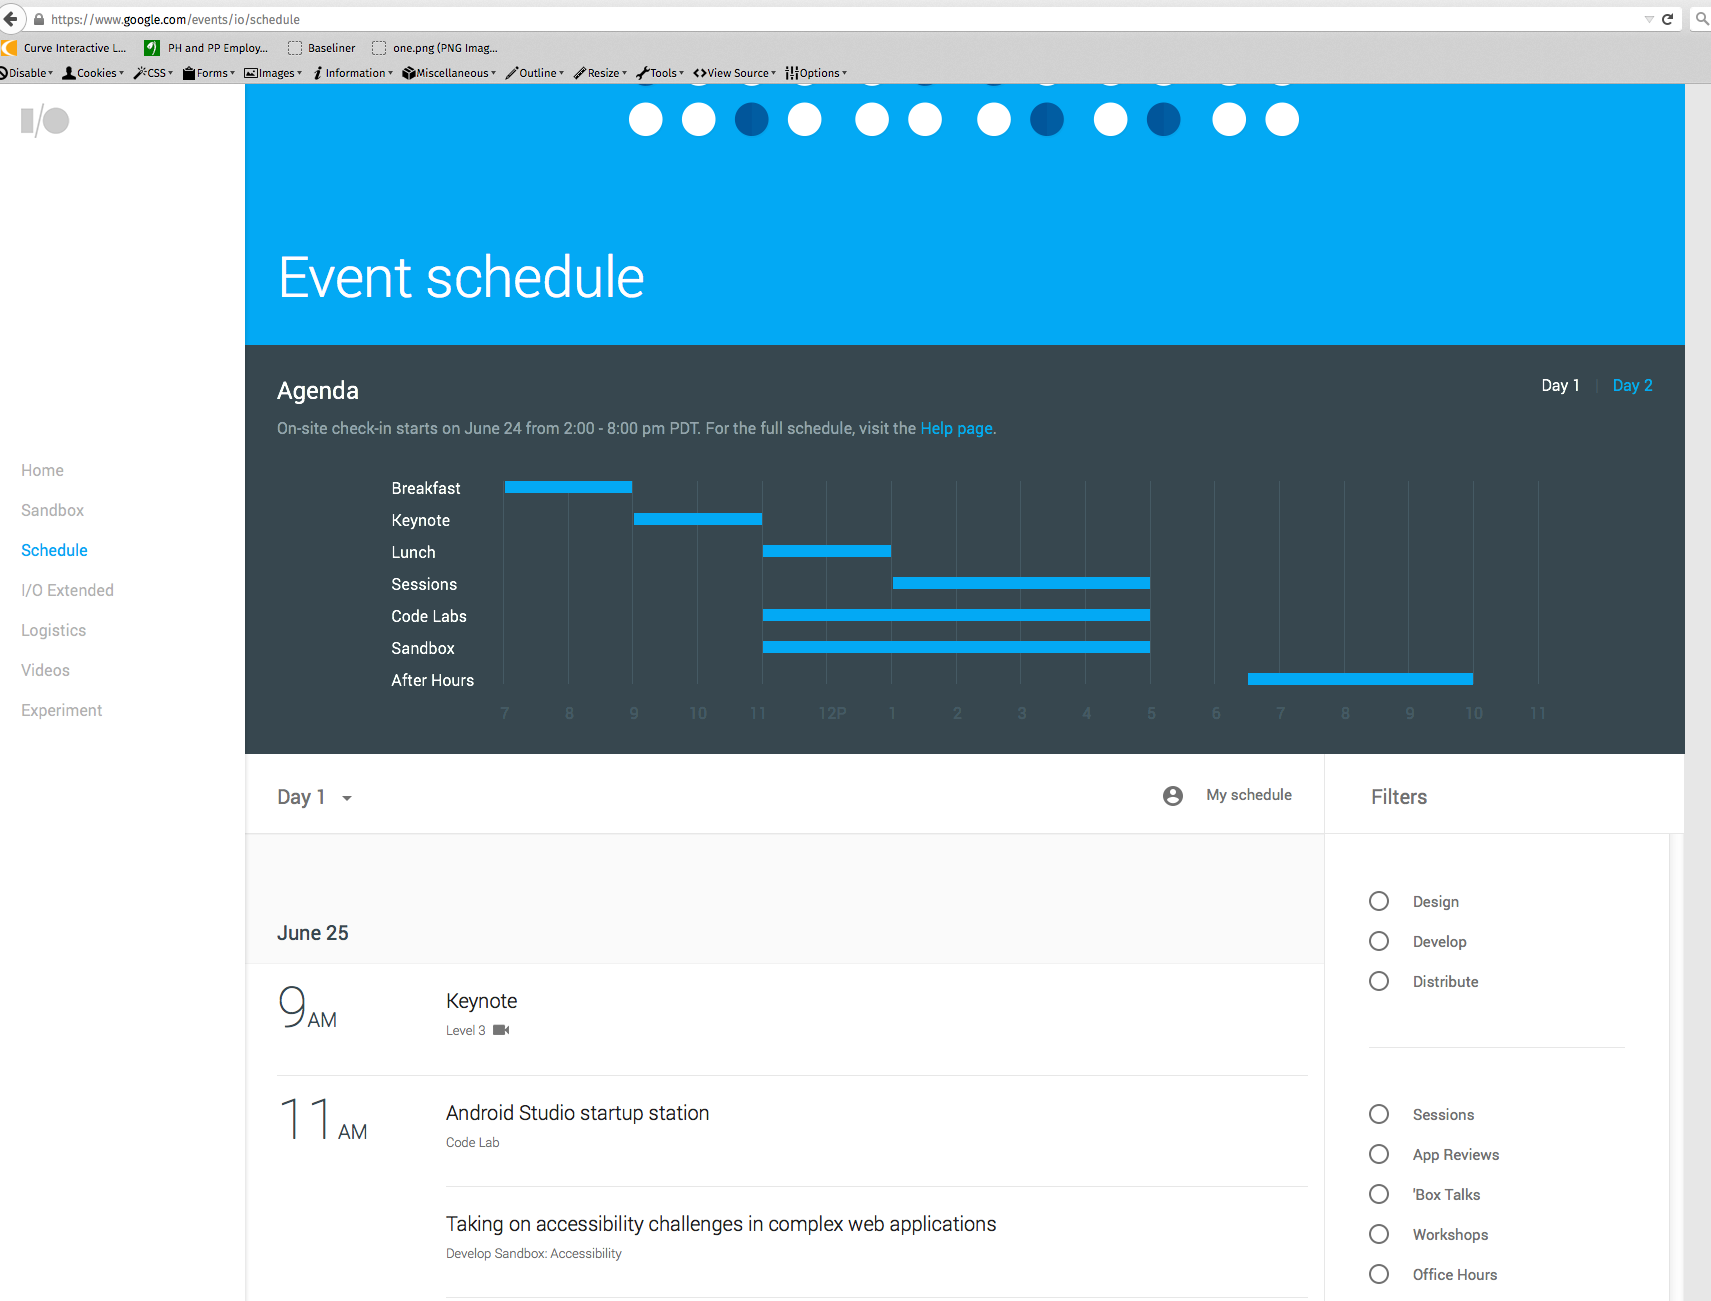 https://www.google.com/events/io/schedule
Curve Interactive L... PH and PP Employ... Baseliner one.png (PNG Imag...
Disable Cookies CSS Forms Images Information Miscellaneous Outline Resize Tools View Source Options
I/O
Event schedule
Agenda
Day 1 | Day 2
On-site check-in starts on June 24 from 2:00 - 8:00 pm PDT. For the full schedule, visit the Help page.
Home
Sandbox
Schedule
I/O Extended
Logistics
Videos
Experiment
Breakfast
Keynote
Lunch
Sessions
Code Labs
Sandbox
After Hours
7 8 9 10 11 12P 1 2 3 4 5 6 7 8 9 10 11
Day 1
My schedule
Filters
June 25
9 AM
Keynote
Level 3
11 AM
Android Studio startup station
Code Lab
Taking on accessibility challenges in complex web applications
Develop Sandbox: Accessibility
Design
Develop
Distribute
Sessions
App Reviews
'Box Talks
Workshops
Office Hours